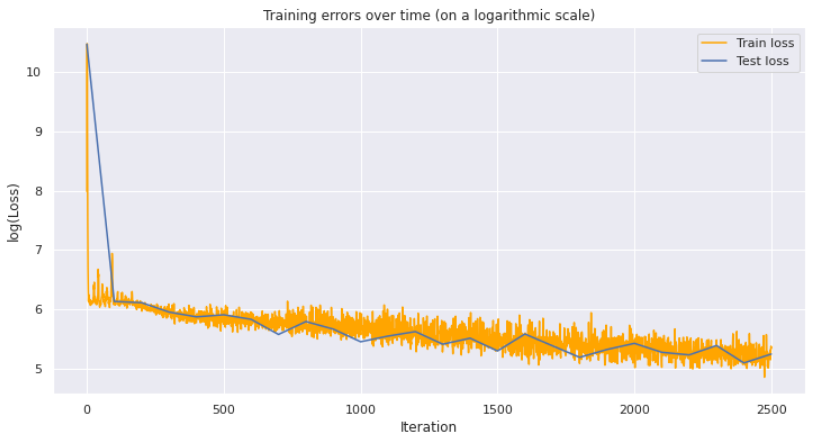 Training errors over time (on a logarithmic scale)
Train loss
Test loss
log(Loss)
10
9
8
7
6
5
0
500
1000
1500
2000
2500
Iteration